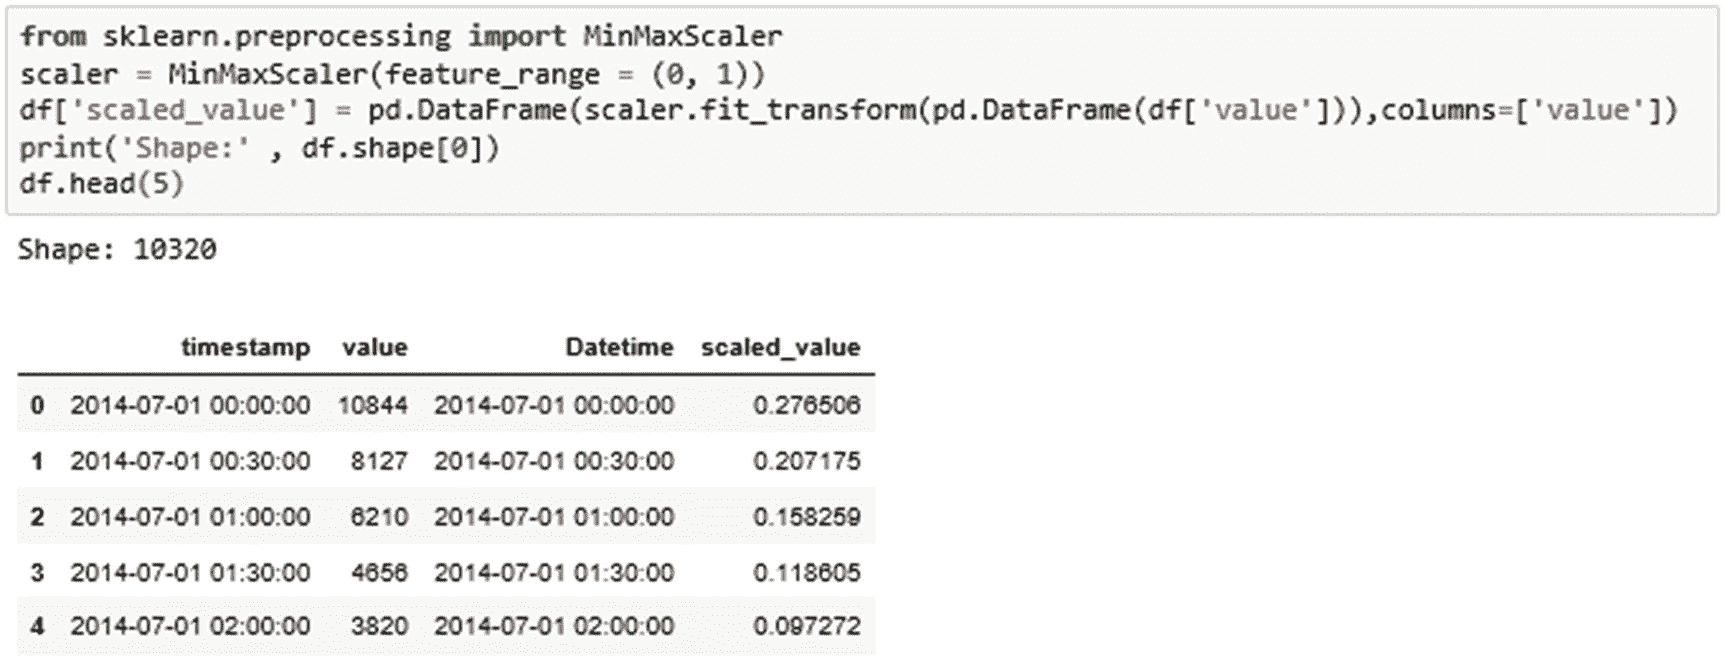 from sklearn.preprocessing import MinMaxScaler
scaler = MinMaxScaler(feature_range = (0, 1))
df['scaled_value'] = pd.DataFrame(scaler.fit_transform(pd.DataFrame(df['value'])),columns=['value'])
print('Shape:' , df.shape[0])
df.head(5)
Shape: 10320
timestamp value Datetime scaled_value
0 2014-07-01 00:00:00 10844 2014-07-01 00:00:00 0.276506
1 2014-07-01 00:30:00 8127 2014-07-01 00:30:00 0.207175
2 2014-07-01 01:00:00 6210 2014-07-01 01:00:00 0.158259
3 2014-07-01 01:30:00 4656 2014-07-01 01:30:00 0.118605
4 2014-07-01 02:00:00 3820 2014-07-01 02:00:00 0.097272